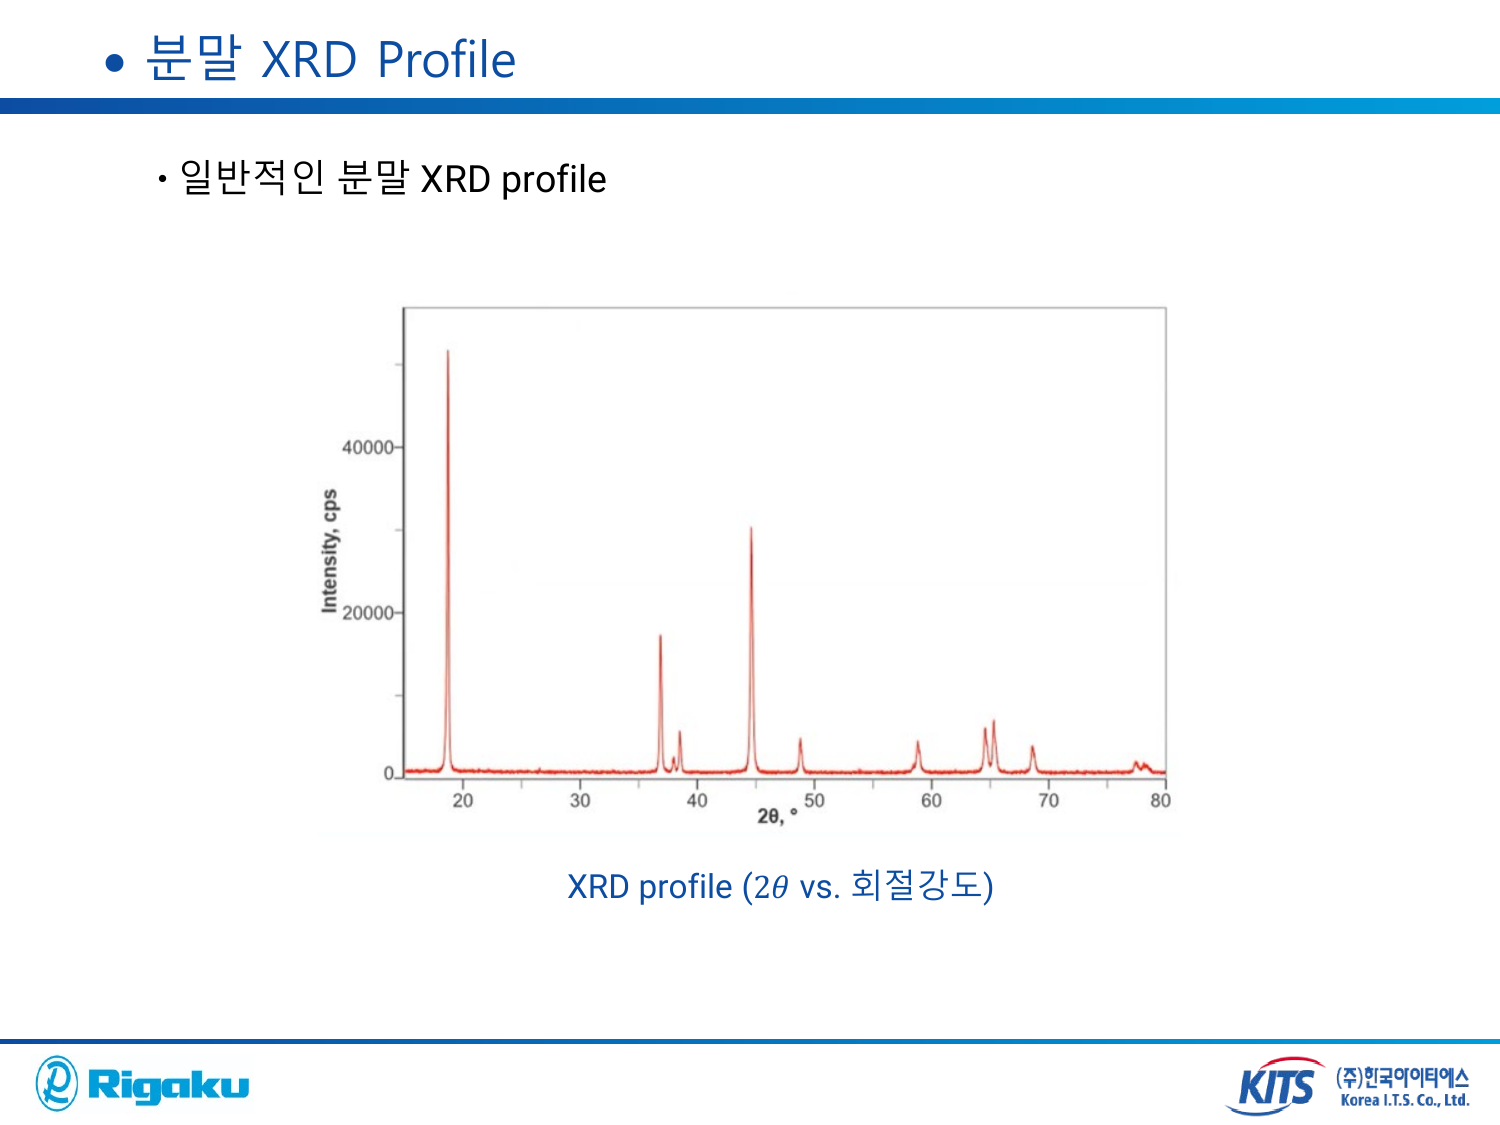 • 분말 XRD Profile
• 일반적인 분말 XRD profile
40000
20000
0
Intensity, cps
20 30 40 50 60 70 80
2θ, °
XRD profile (2𝜃 vs. 회절강도)
Rigaku
KITS (주)한국아이티에스
Korea I.T.S. Co., Ltd.